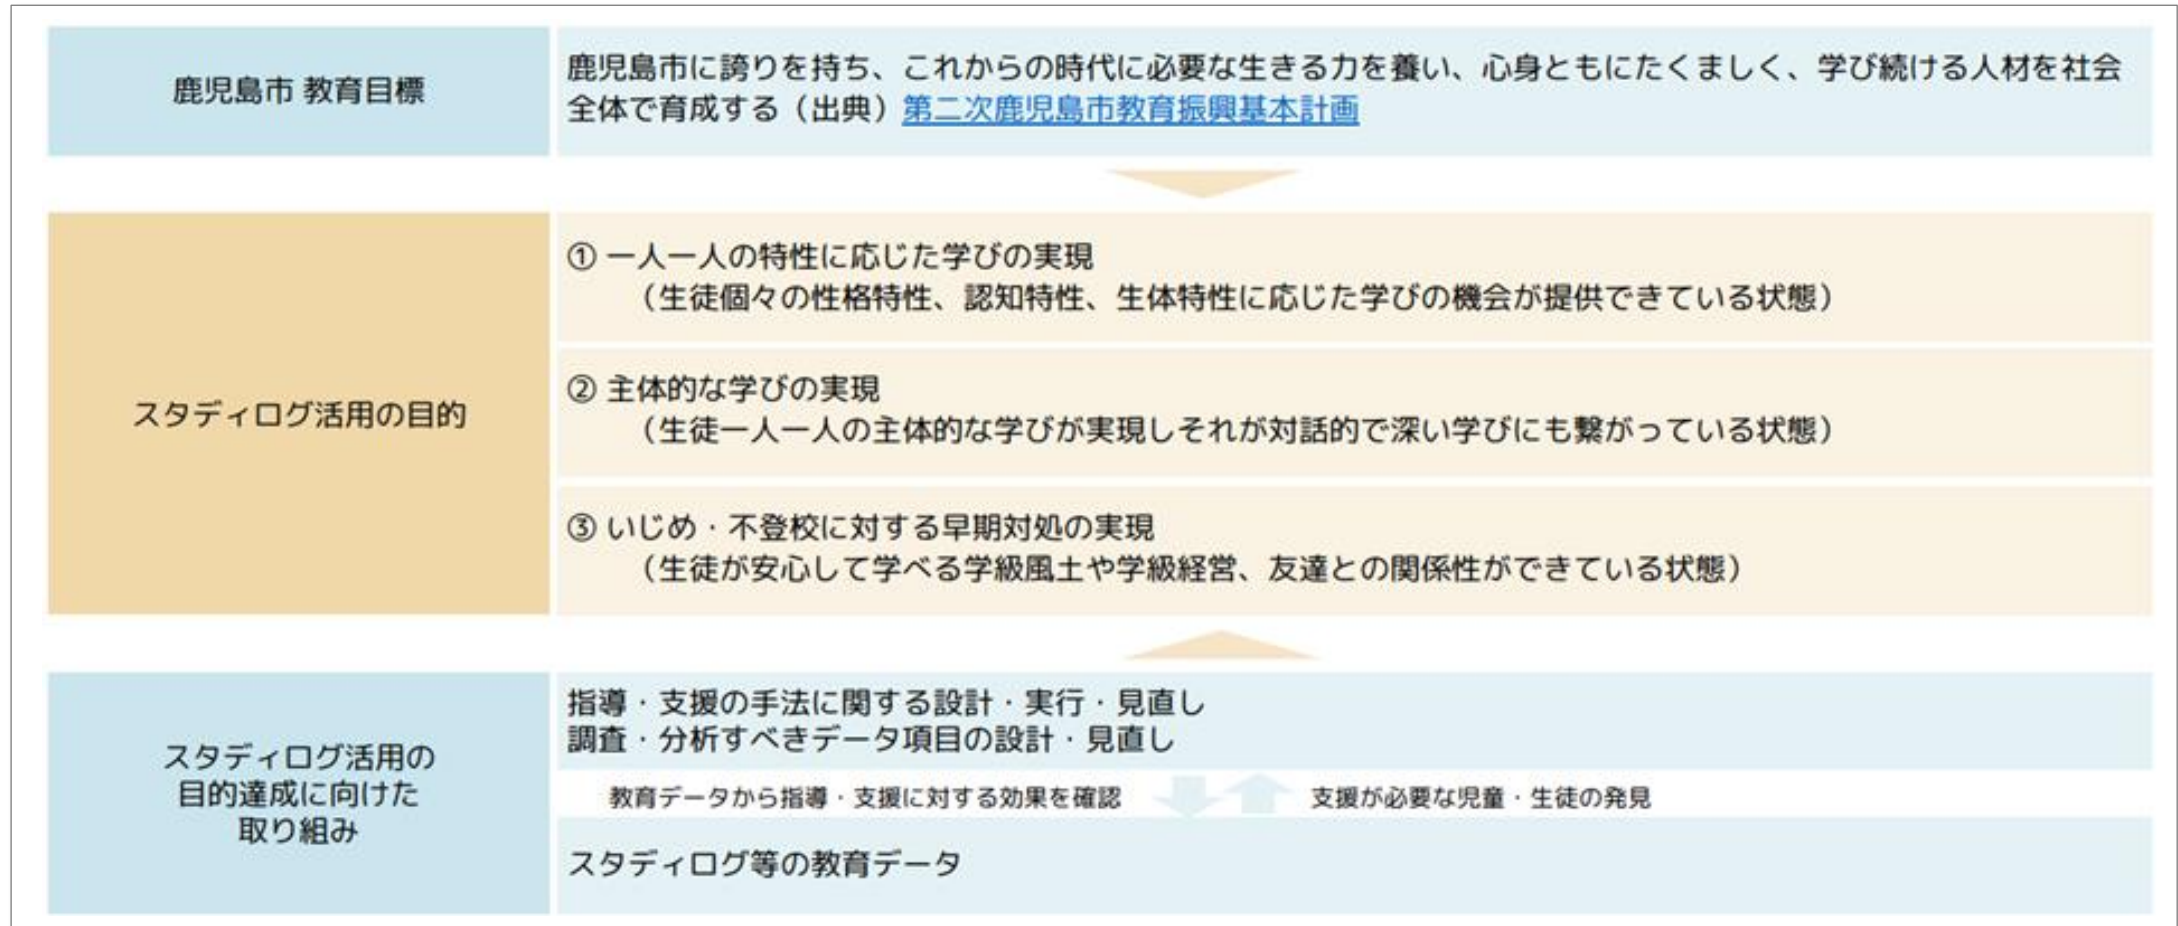 鹿児島市 教育目標
鹿児島市に誇りを持ち、これからの時代に必要な生きる力を養い、心身ともにたくましく、学び続ける人材を社会
全体で育成する（出典）第二次鹿児島市教育振興基本計画
スタディログ活用の目的
① 一人一人の特性に応じた学びの実現
（生徒個々の性格特性、認知特性、生体特性に応じた学びの機会が提供できている状態）
② 主体的な学びの実現
（生徒一人一人の主体的な学びが実現しそれが対話的で深い学びにも繋がっている状態）
③ いじめ・不登校に対する早期対処の実現
（生徒が安心して学べる学級風土や学級経営、友達との関係性ができている状態）
スタディログ活用の
目的達成に向けた
取り組み
指導・支援の手法に関する設計・実行・見直し
調査・分析すべきデータ項目の設計・見直し
教育データから指導・支援に対する効果を確認
支援が必要な児童・生徒の発見
スタディログ等の教育データ